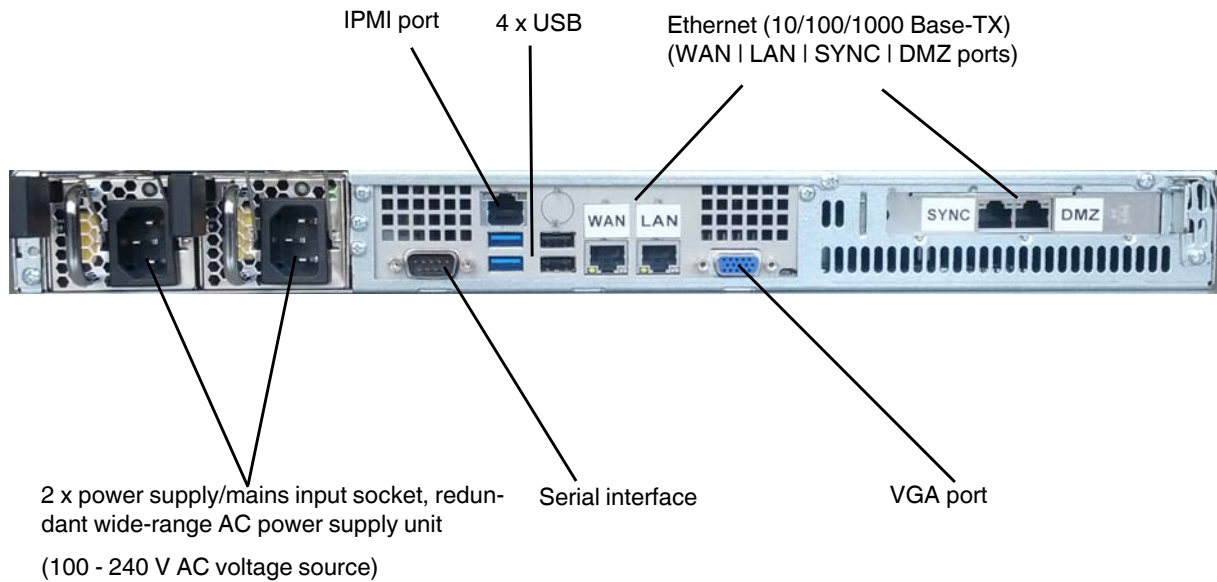 IPMI port
4 x USB
Ethernet (10/100/1000 Base-TX)
(WAN | LAN | SYNC | DMZ ports)
WAN
LAN
SYNC
DMZ
2 x power supply/mains input socket, redun-
dant wide-range AC power supply unit
(100 - 240 V AC voltage source)
Serial interface
VGA port